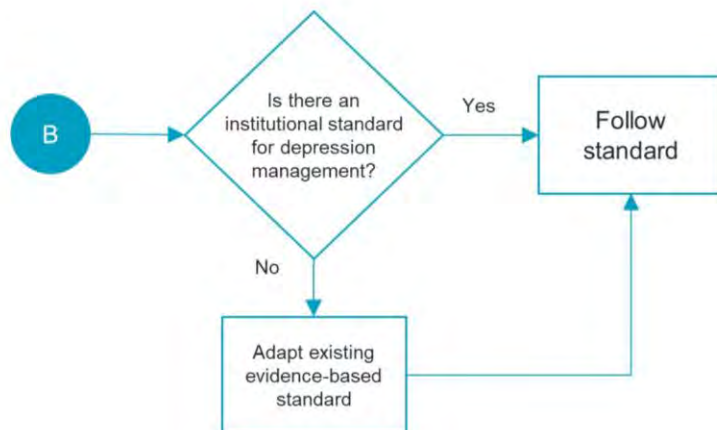 B
Is there an
institutional standard
for depression
management?
Yes
Follow
standard
No
Adapt existing
evidence-based
standard